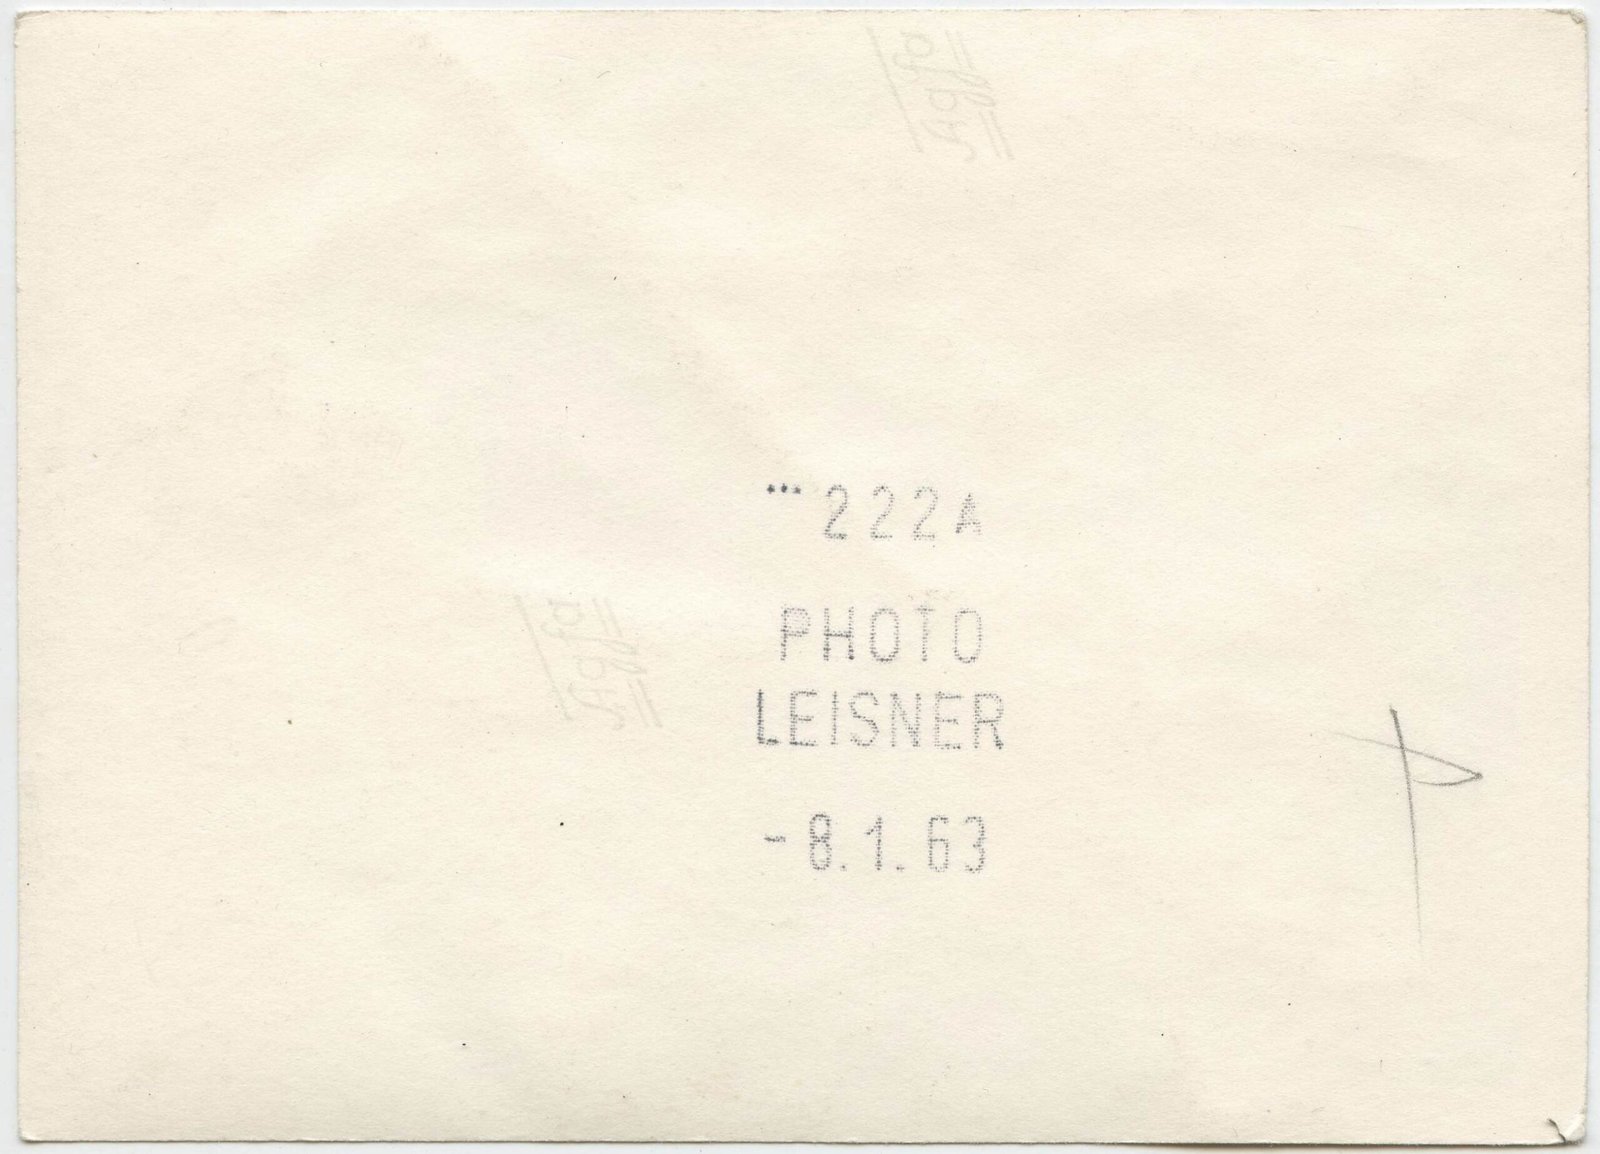 Agfa
... 222A
Agfa
PHOTO
LEISNER
-8.1.63